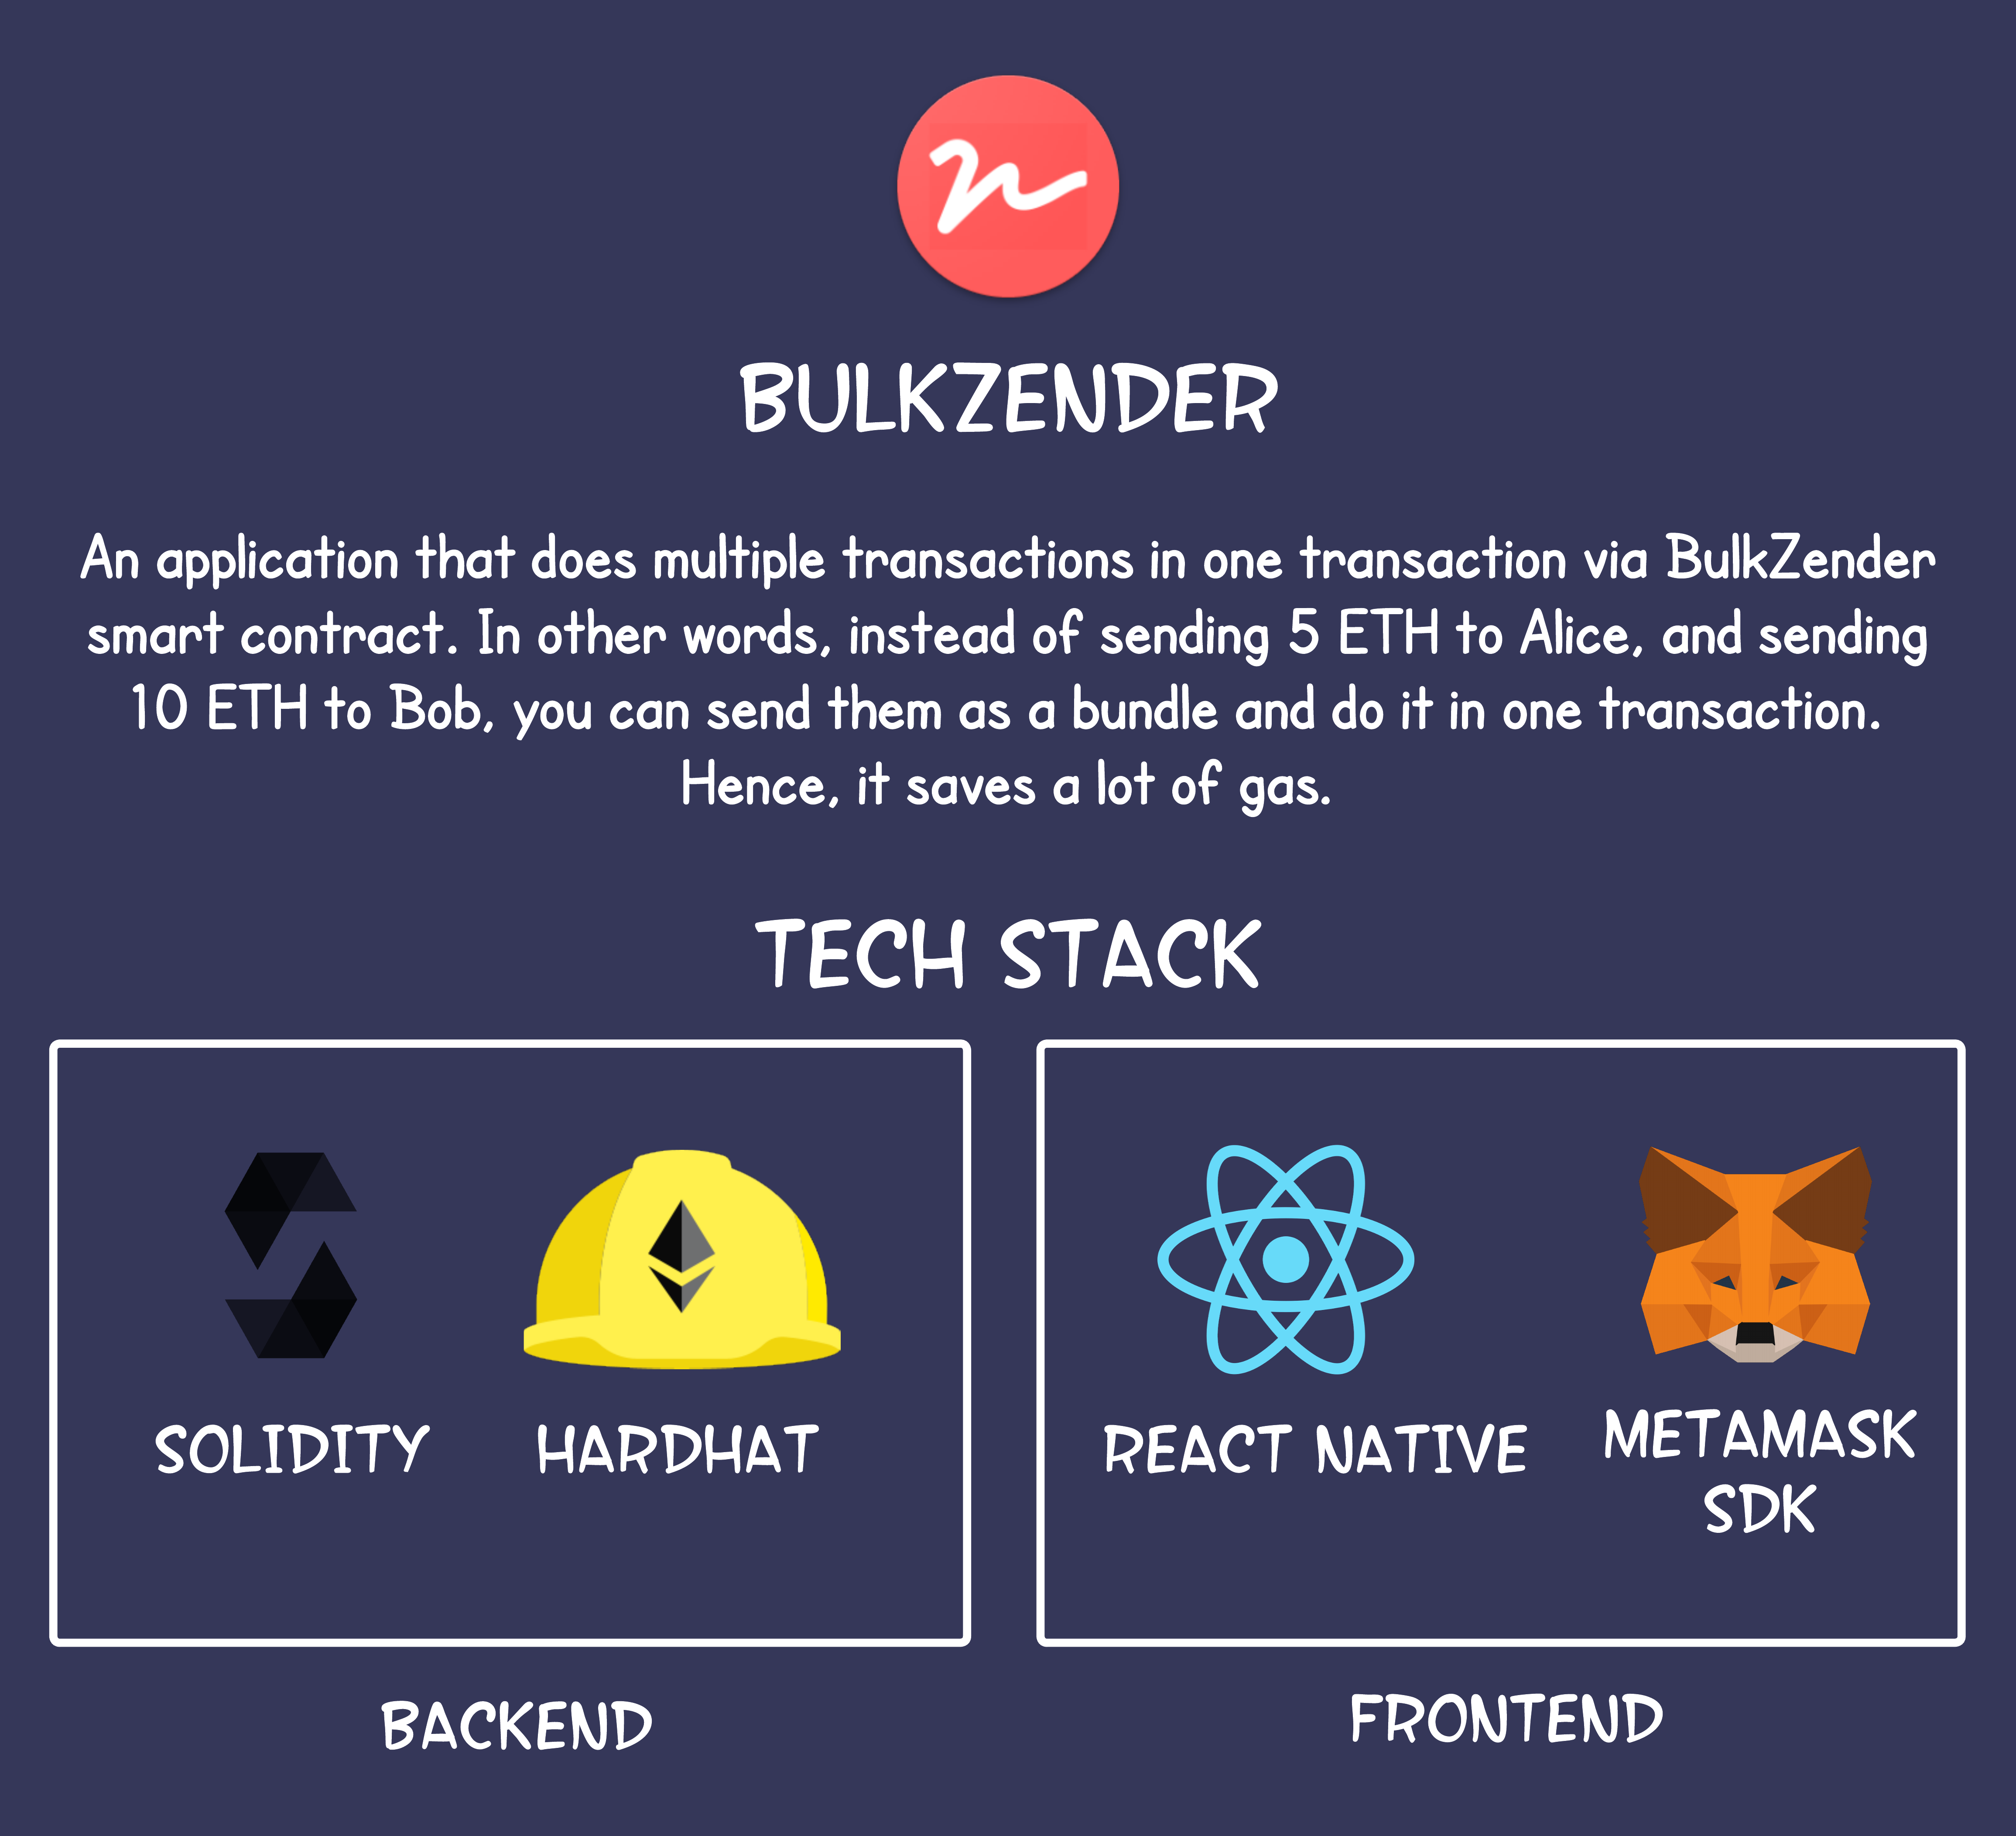 BULKZENDER
An application that does multiple transactions in one transaction via BulkZender
smart contract. In other words, instead of sending 5 ETH to Alice, and sending
10 ETH to Bob, you can send them as a bundle and do it in one transaction.
Hence, it saves a lot of gas.
TECH STACK
SOLIDITY
HARDHAT
REACT NATIVE
METAMASK
SDK
BACKEND
FRONTEND